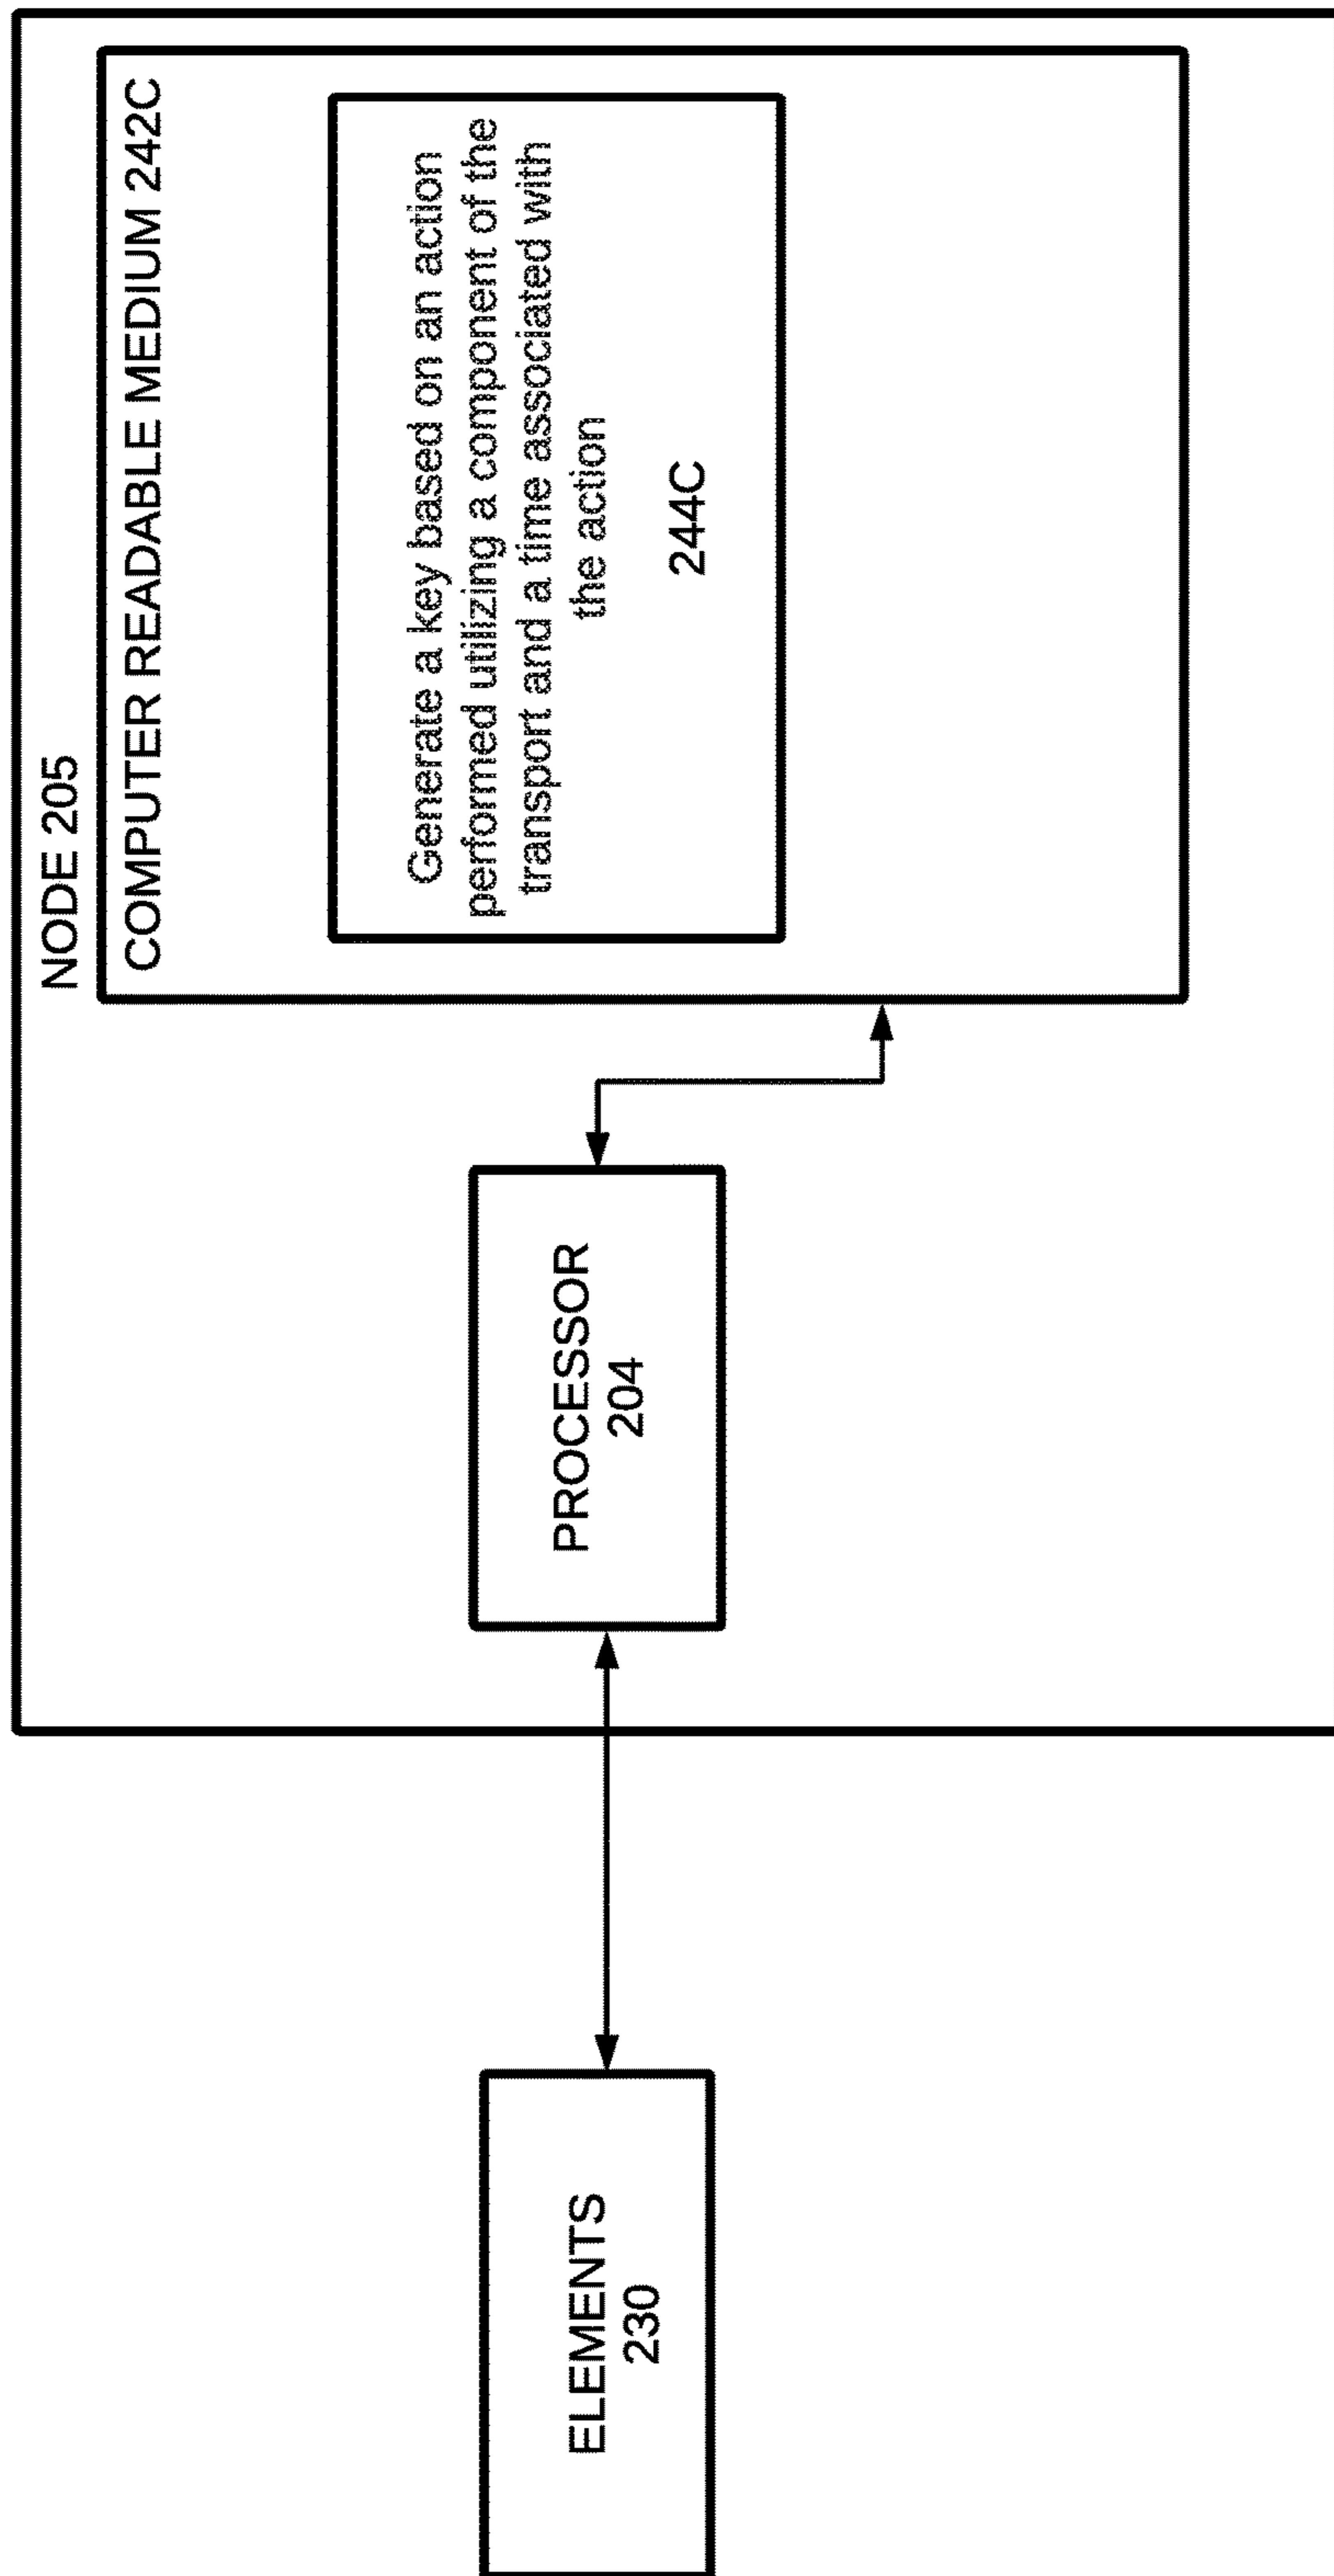 NODE 205
COMPUTER READABLE MEDIUM 242C
Generate a key based on an action
performed utilizing a component of the
transport and a time associated with
the action
244C
PROCESSOR
204
ELEMENTS
230